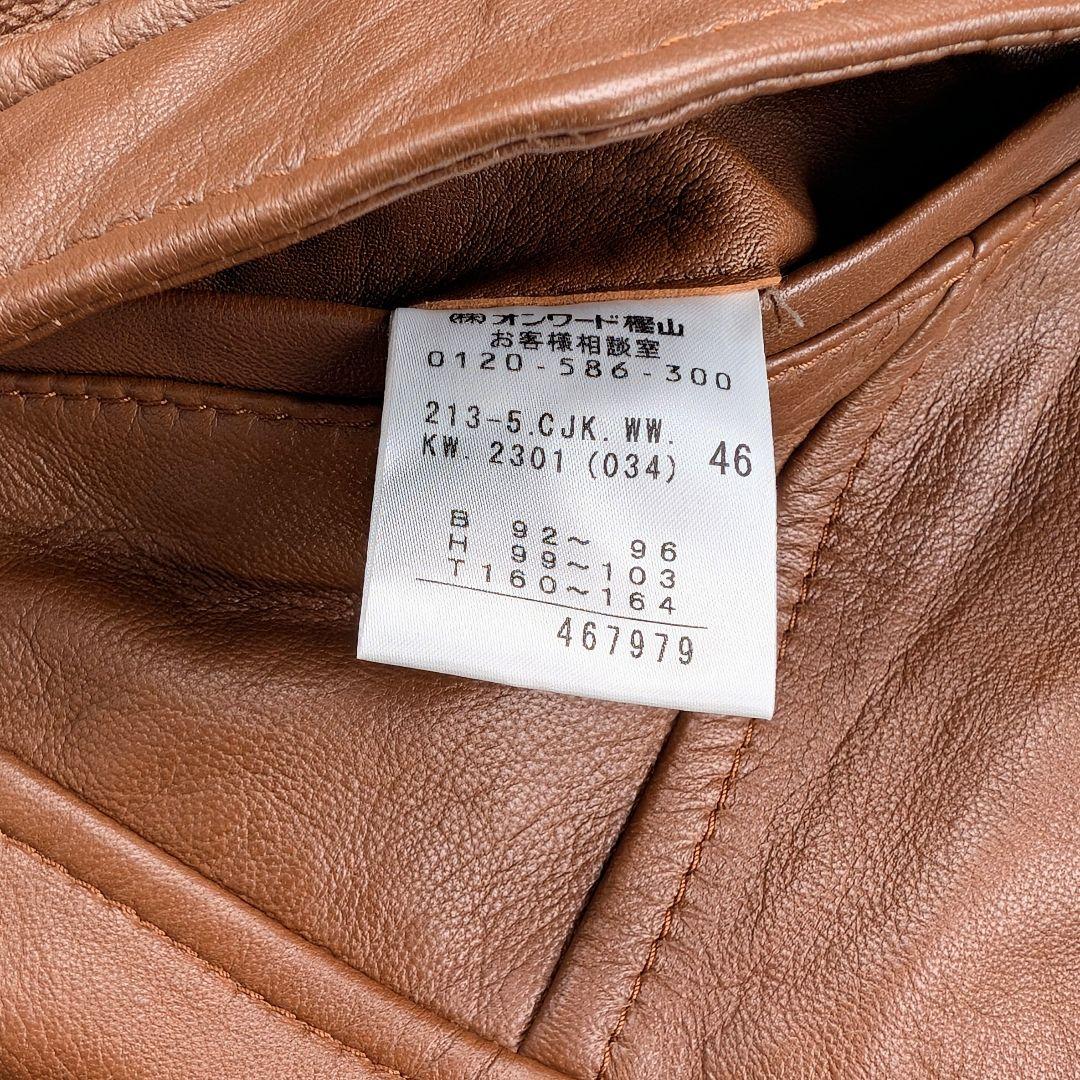 (株)オンワード樫山
お客様相談室
0120-586-300
213-5.CJK.WW.
KW.2301(034) 46
B 92～ 96
H 99～103
T160～164
467979